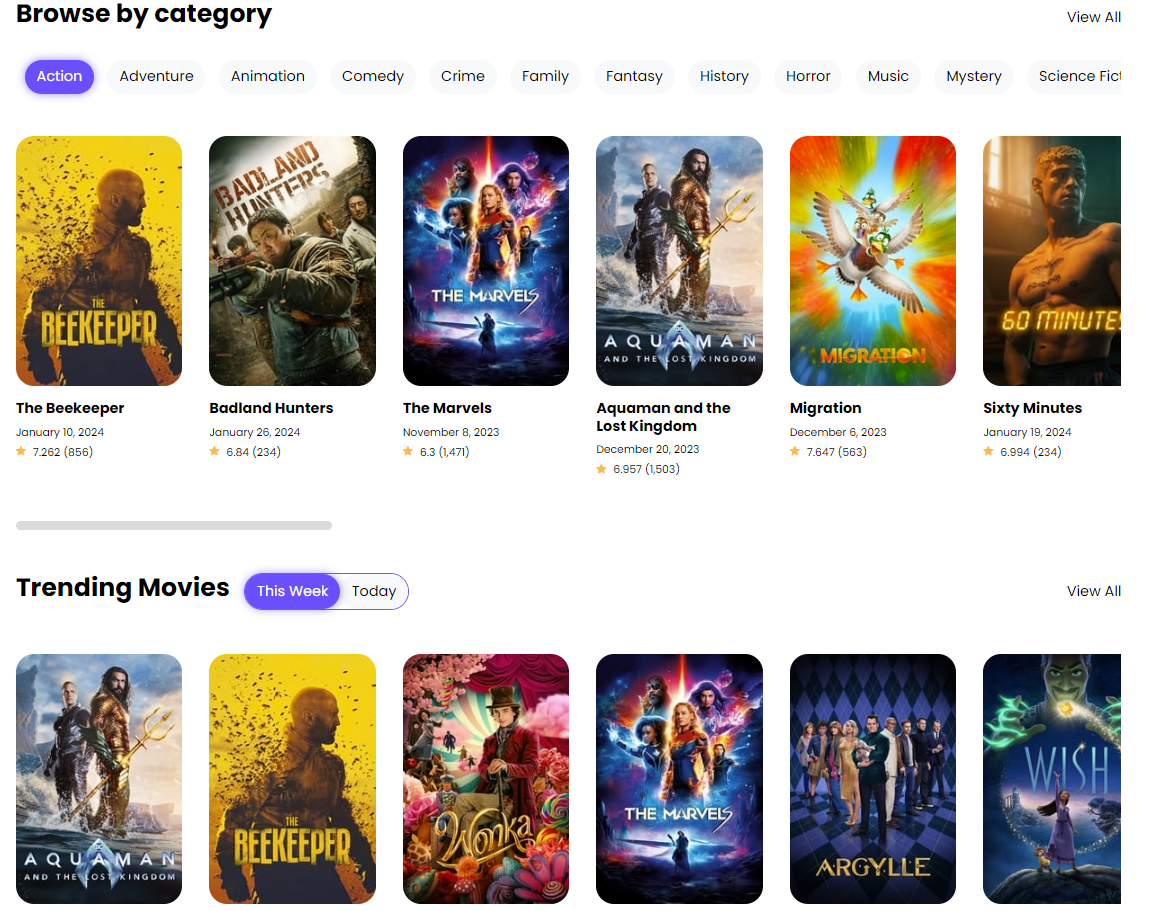 Browse by category
View All
Action Adventure Animation Comedy Crime Family Fantasy History Horror Music Mystery Science Fict
BADLAND
HUNTERS
THE
BEEKEEPER
THE MARVELS
AQUAMAN
AND THE LOST KINGDOM
MIGRATION
60 MINUTES
The Beekeeper
January 10, 2024
7.262 (856)
Badland Hunters
January 26, 2024
6.84 (234)
The Marvels
November 8, 2023
6.3 (1,471)
Aquaman and the
Lost Kingdom
December 20, 2023
6.957 (1,503)
Migration
December 6, 2023
7.647 (563)
Sixty Minutes
January 19, 2024
6.994 (234)
Trending Movies
This Week Today
View All
AQUAMAN
AND THE LOST KINGDOM
THE
BEEKEEPER
Wonka
THE MARVELS
ARGYLLE
WISH